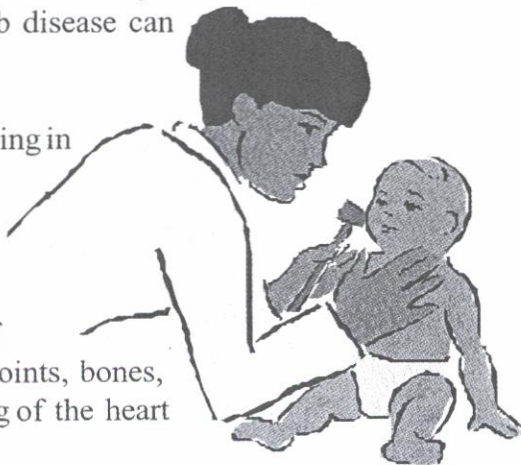 b disease can
ing in
oints, bones,
g of the heart